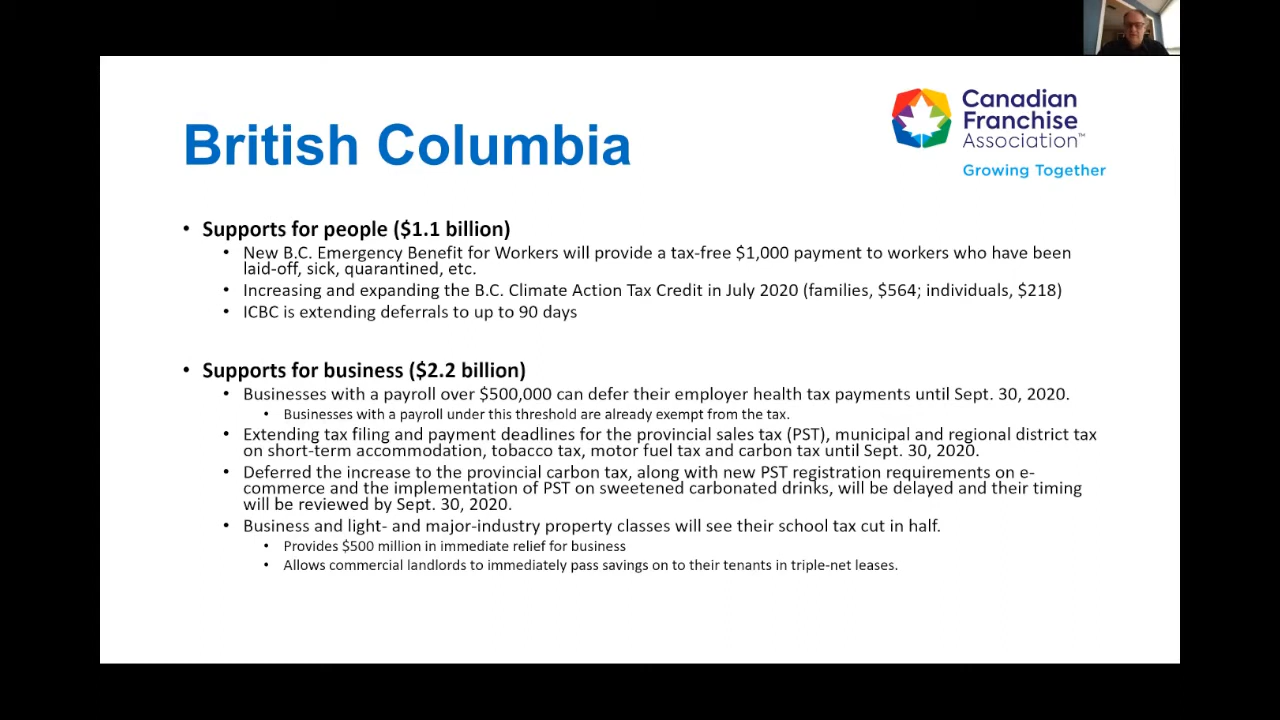 British Columbia
Canadian
Franchise
Association™
Growing Together
• Supports for people ($1.1 billion)
• New B.C. Emergency Benefit for Workers will provide a tax-free $1,000 payment to workers who have been
laid-off, sick, quarantined, etc.
• Increasing and expanding the B.C. Climate Action Tax Credit in July 2020 (families, $564; individuals, $218)
• ICBC is extending deferrals to up to 90 days
• Supports for business ($2.2 billion)
• Businesses with a payroll over $500,000 can defer their employer health tax payments until Sept. 30, 2020.
• Businesses with a payroll under this threshold are already exempt from the tax.
• Extending tax filing and payment deadlines for the provincial sales tax (PST), municipal and regional district tax
on short-term accommodation, tobacco tax, motor fuel tax and carbon tax until Sept. 30, 2020.
• Deferred the increase to the provincial carbon tax, along with new PST registration requirements on e-
commerce and the implementation of PST on sweetened carbonated drinks, will be delayed and their timing
will be reviewed by Sept. 30, 2020.
• Business and light- and major-industry property classes will see their school tax cut in half.
• Provides $500 million in immediate relief for business
• Allows commercial landlords to immediately pass savings on to their tenants in triple-net leases.